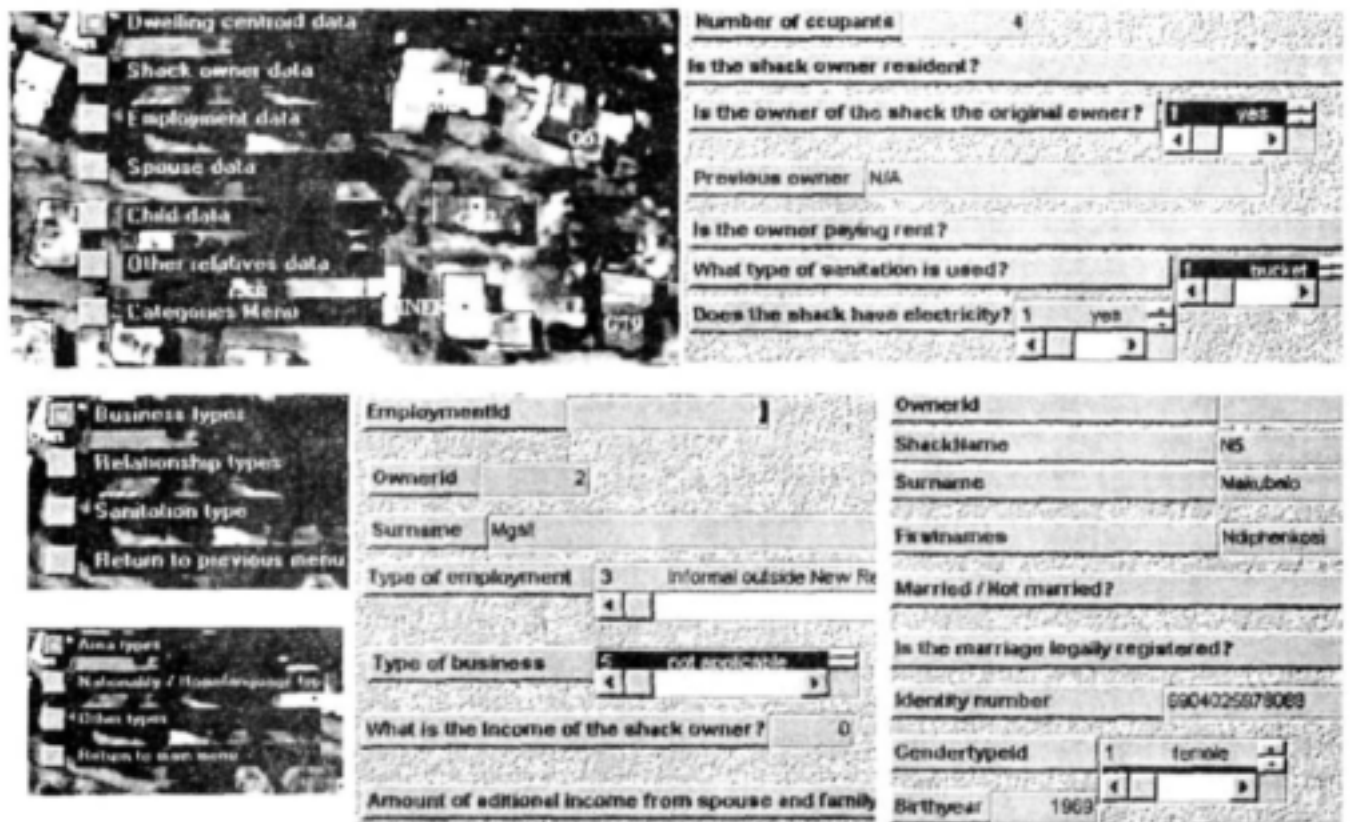 Dwelling centroid data
Shack owner data
Employment data
Spouse data
Child data
Other relatives data
Categories Menu
Number of ccupants 4
Is the shack owner resident?
Is the owner of the shack the original owner? 1 yes
Previous owner N/A
Is the owner paying rent?
What type of sanitation is used? 1 bucket
Does the shack have electricity? 1 yes
Business types
Relationship types
Sanitation type
Return to previous menu
Area types
Nationality / Homelanguage
Other types
Return to main menu
EmploymentId
OwnerId 2
Surname
Type of employment 3 Informal outside New Re
Type of business 5 not applicable
What is the income of the shack owner? 0
Amount of aditional income from spouse and family
OwnerId
ShackName N5
Surname
Firstnames Ndiphenkosi
Married / Not married?
Is the marriage legally registered?
Identity number
Gendertypeid 1 female
Birthyear 1969